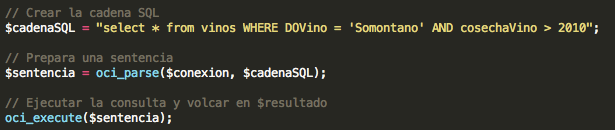 // Crear la cadena SQL
$cadenaSQL = "select * from vinos WHERE DOVino = 'Somontano' AND cosechaVino > 2010";
// Prepara una sentencia
$sentencia = oci_parse($conexion, $cadenaSQL);
// Ejecutar la consulta y volcar en $resultado
oci_execute($sentencia);